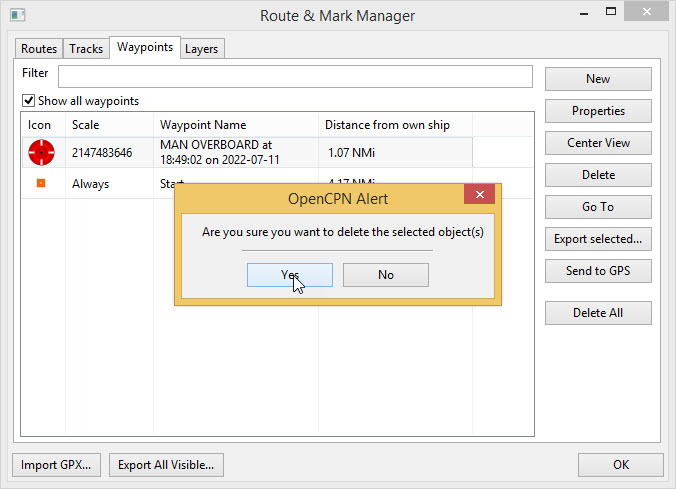 Route & Mark Manager
Routes Tracks Waypoints Layers
Filter
Show all waypoints
Icon Scale Waypoint Name Distance from own ship
2147483646 MAN OVERBOARD at 1.07 NMi
18:49:02 on 2022-07-11
Always Start 4.17 NMi
New
Properties
Center View
Delete
Go To
Export selected...
Send to GPS
Delete All
OpenCPN Alert
Are you sure you want to delete the selected object(s)
Yes No
Import GPX... Export All Visible... OK